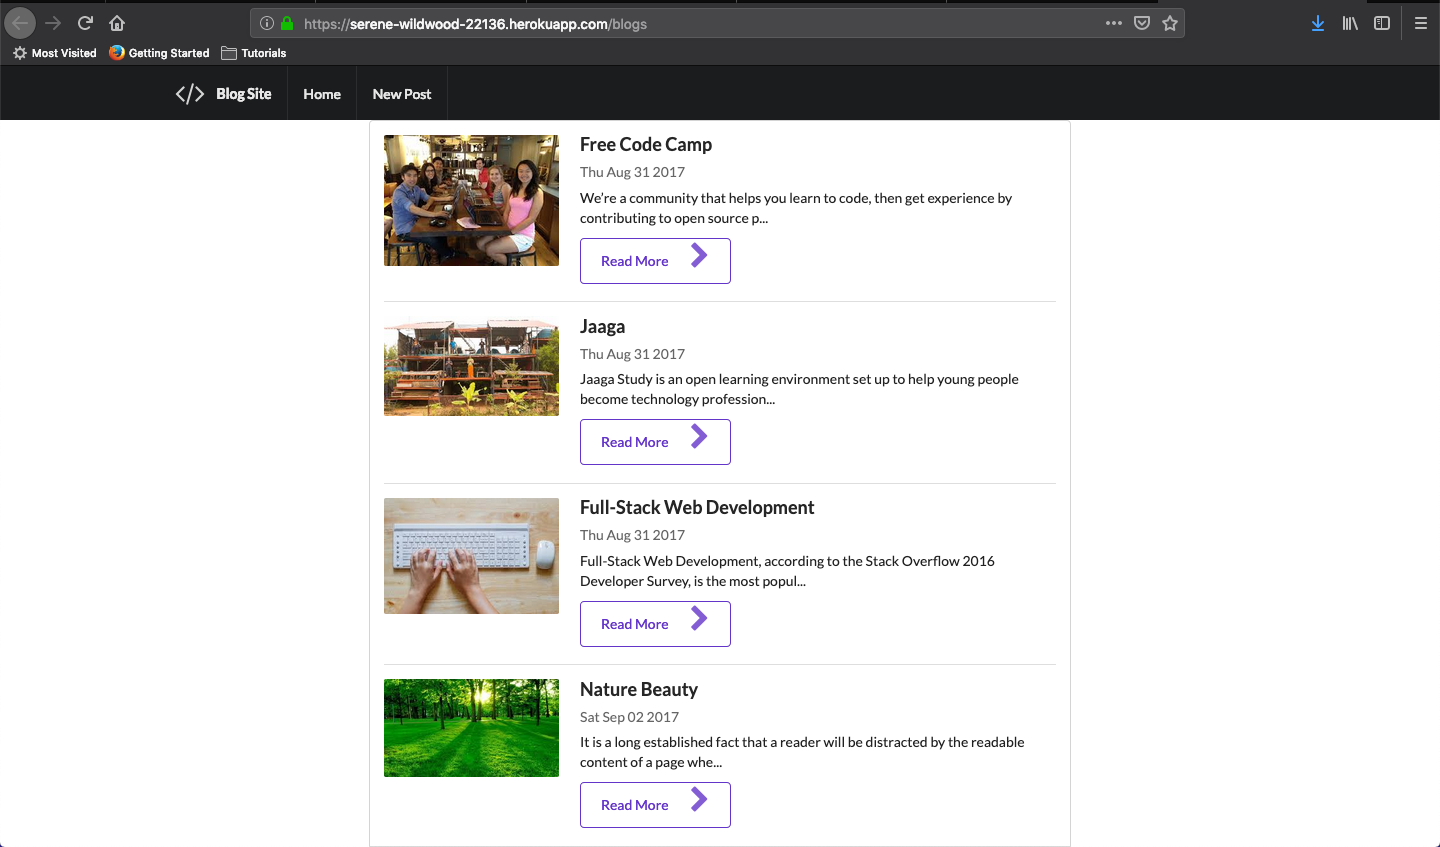 https://serene-wildwood-22136.herokuapp.com/blogs
Most Visited Getting Started Tutorials
</> Blog Site Home New Post
Free Code Camp
Thu Aug 31 2017
We’re a community that helps you learn to code, then get experience by
contributing to open source p...
Read More
Jaaga
Thu Aug 31 2017
Jaaga Study is an open learning environment set up to help young people
become technology profession...
Read More
Full-Stack Web Development
Thu Aug 31 2017
Full-Stack Web Development, according to the Stack Overflow 2016
Developer Survey, is the most popul...
Read More
Nature Beauty
Sat Sep 02 2017
It is a long established fact that a reader will be distracted by the readable
content of a page whe...
Read More